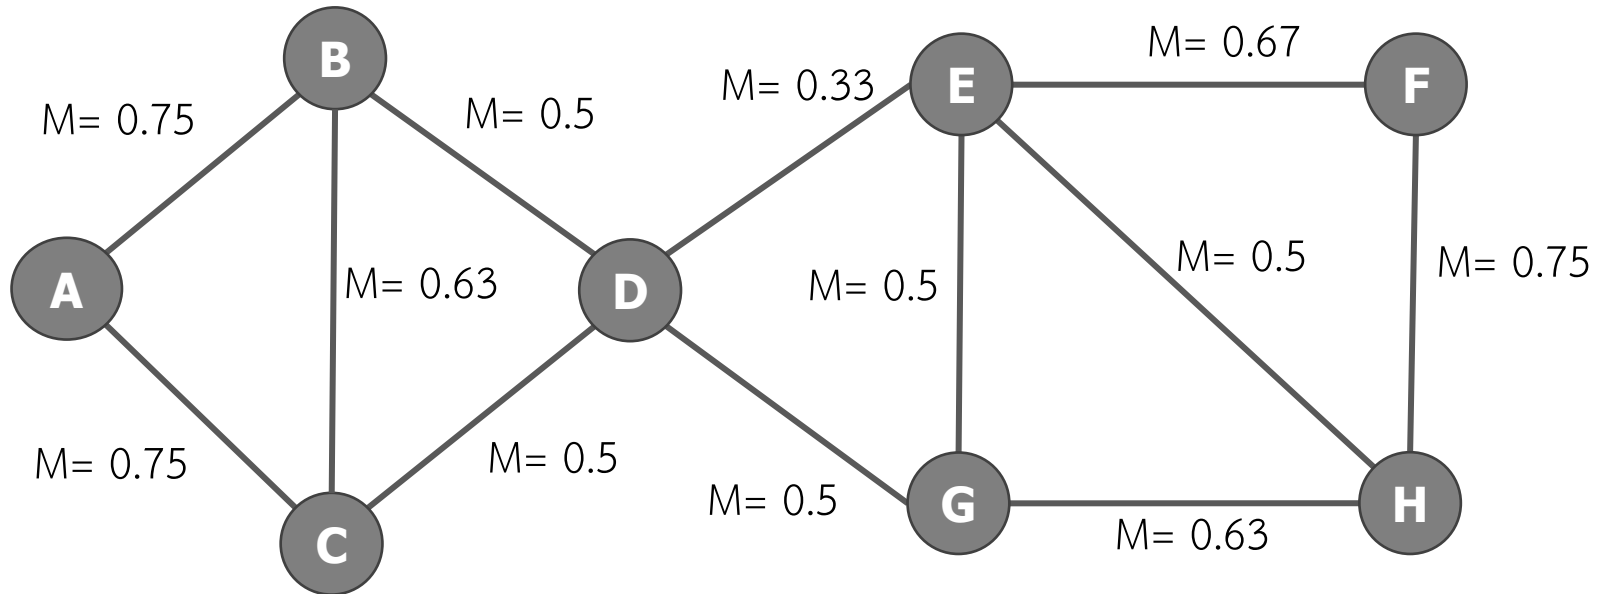 B
E
M= 0.67
F
M= 0.75
M= 0.5
M= 0.33
A
M= 0.63
D
M= 0.5
M= 0.5
M= 0.75
M= 0.75
C
M= 0.5
M= 0.5
G
M= 0.63
H